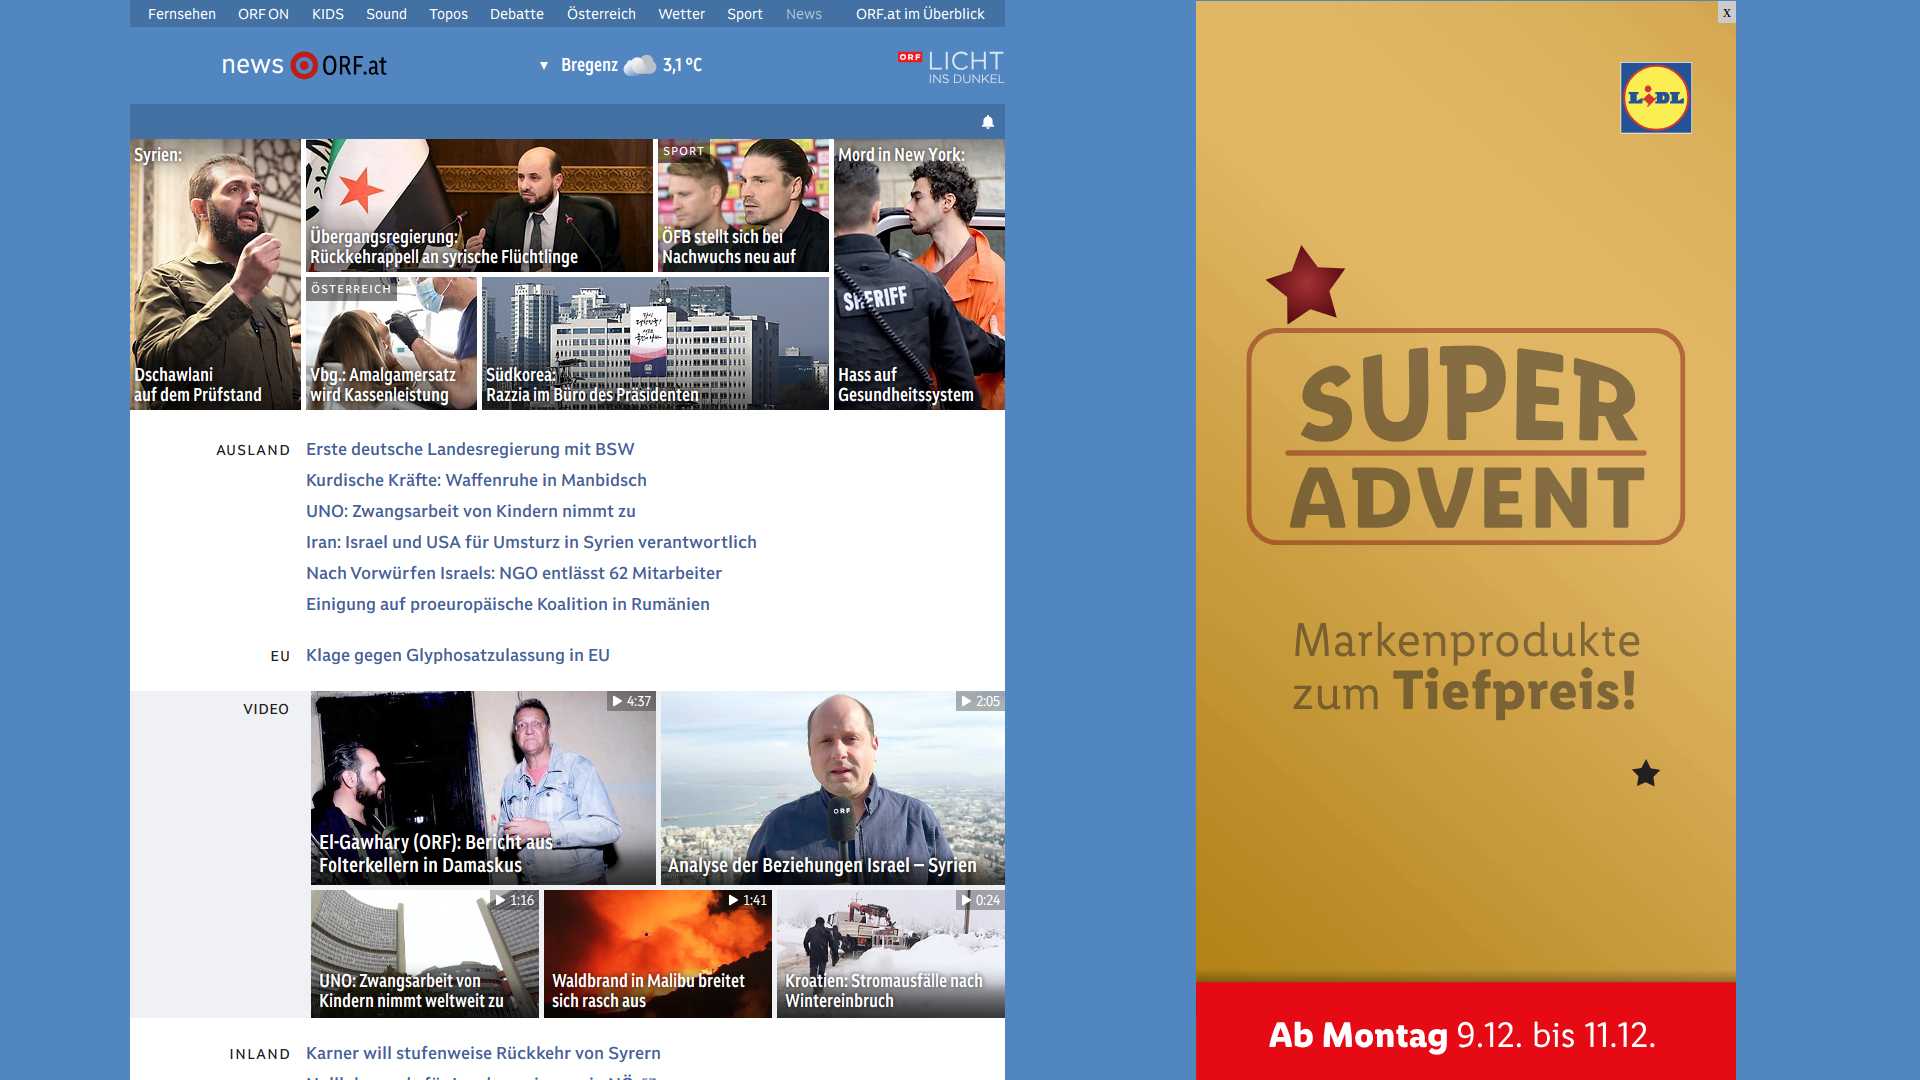 Fernsehen ORF ON KIDS Sound Topos Debatte Österreich Wetter Sport News ORF.at im Überblick
news ORF.at
▼ Bregenz 3,1 °C
ORF LICHT
INS DUNKEL
Syrien:
Dschawlani
auf dem Prüfstand
Übergangsregierung:
Rückkehrappell an syrische Flüchtlinge
SPORT
ÖFB stellt sich bei
Nachwuchs neu auf
Mord in New York:
SHERIFF
Hass auf
Gesundheitssystem
ÖSTERREICH
Vbg.: Amalgamersatz
wird Kassenleistung
Südkorea:
Razzia im Büro des Präsidenten
AUSLAND
Erste deutsche Landesregierung mit BSW
Kurdische Kräfte: Waffenruhe in Manbidsch
UNO: Zwangsarbeit von Kindern nimmt zu
Iran: Israel und USA für Umsturz in Syrien verantwortlich
Nach Vorwürfen Israels: NGO entlässt 62 Mitarbeiter
Einigung auf proeuropäische Koalition in Rumänien
EU
Klage gegen Glyphosatzulassung in EU
VIDEO
4:37
El-Gawhary (ORF): Bericht aus
Folterkellern in Damaskus
2:05
ORF
Analyse der Beziehungen Israel – Syrien
1:16
UNO: Zwangsarbeit von
Kindern nimmt weltweit zu
1:41
Waldbrand in Malibu breitet
sich rasch aus
0:24
Kroatien: Stromausfälle nach
Wintereinbruch
INLAND
Karner will stufenweise Rückkehr von Syrern
x
LIDL
SUPER
ADVENT
Markenprodukte
zum Tiefpreis!
Ab Montag 9.12. bis 11.12.